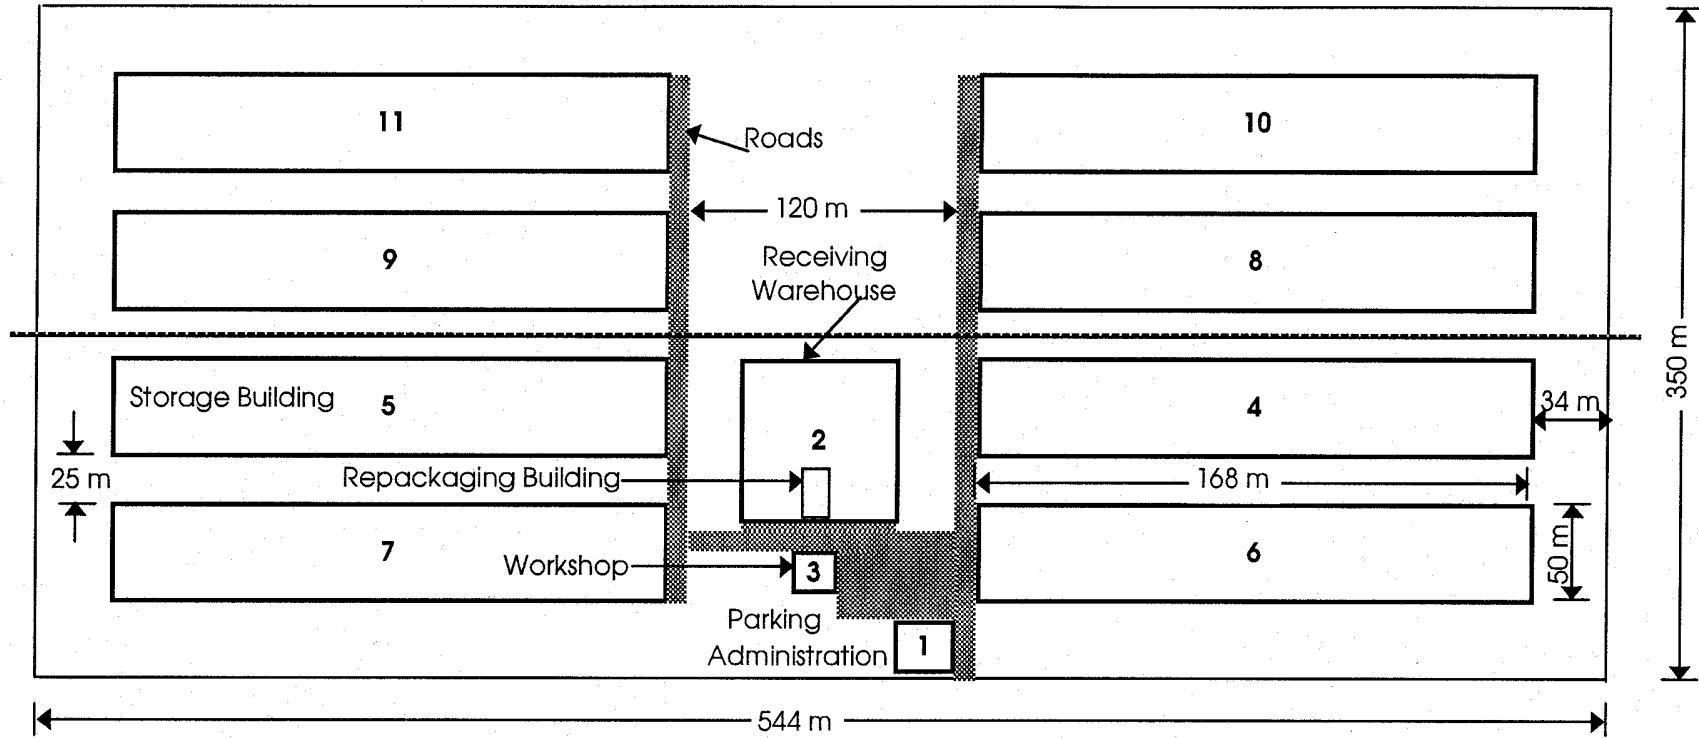 11
10
Roads
120 m
9
Receiving
Warehouse
8
350 m
Storage Building
5
2
4
34 m
25 m
Repackaging Building
168 m
7
Workshop
3
6
50 m
Parking
Administration
1
544 m